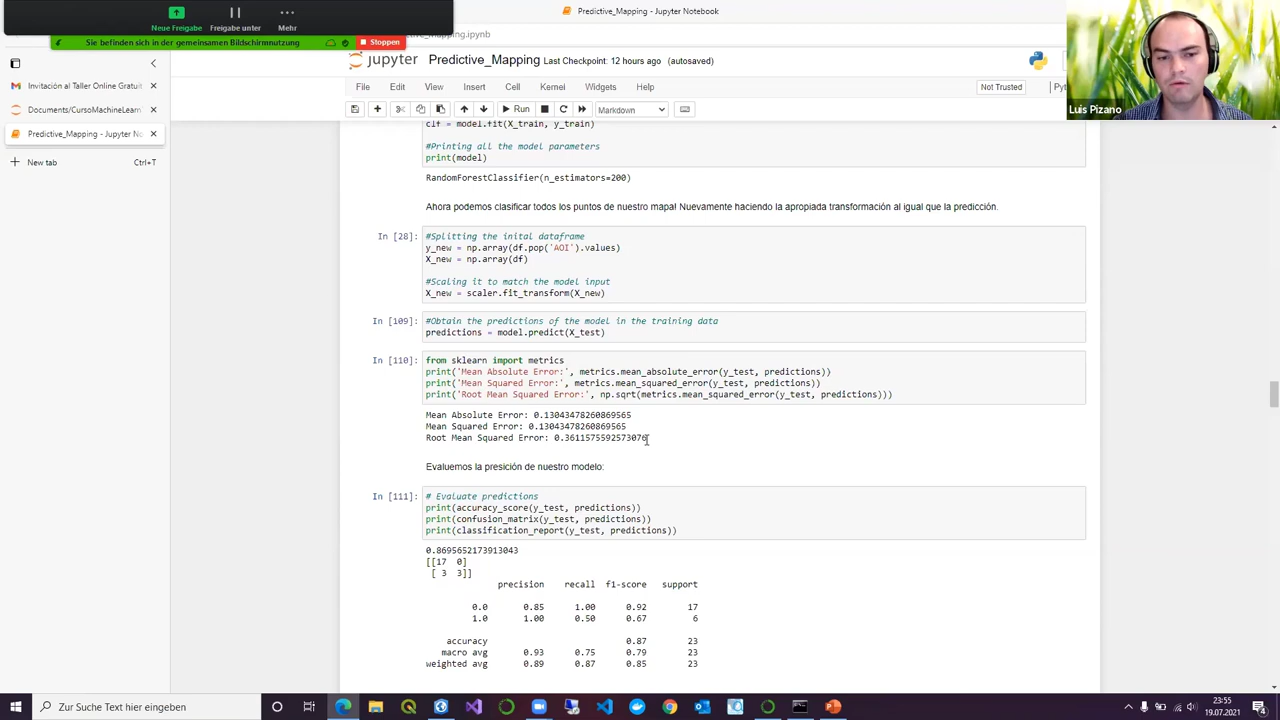 Predictive_Mapping - Jupyter Notebook
Neue Freigabe
Freigabe unter
Mehr
Sie befinden sich in der gemeinsamen Bildschirmnutzung
Stoppen
_mapping.ipynb
Invitación al Taller Online Gratuit
Documents/CursoMachineLearn
Predictive_Mapping - Jupyter No
New tab
Ctrl+T
jupyter
Predictive_Mapping
Last Checkpoint: 12 hours ago
(autosaved)
File
Edit
View
Insert
Cell
Kernel
Widgets
Help
Not Trusted
Run
Markdown
Luis Pizano
clf = model.fit(X_train, y_train)
#Printing all the model parameters
print(model)
RandomForestClassifier(n_estimators=200)
Ahora podemos clasificar todos los puntos de nuestro mapa! Nuevamente haciendo la apropiada transformación al igual que la predicción.
In [28]:
#Splitting the inital dataframe
y_new = np.array(df.pop('AOI').values)
X_new = np.array(df)
#Scaling it to match the model input
X_new = scaler.fit_transform(X_new)
In [109]:
#Obtain the predictions of the model in the training data
predictions = model.predict(X_test)
In [110]:
from sklearn import metrics
print('Mean Absolute Error:', metrics.mean_absolute_error(y_test, predictions))
print('Mean Squared Error:', metrics.mean_squared_error(y_test, predictions))
print('Root Mean Squared Error:', np.sqrt(metrics.mean_squared_error(y_test, predictions)))
Mean Absolute Error: 0.13043478260869565
Mean Squared Error: 0.13043478260869565
Root Mean Squared Error: 0.3611575592573076
Evaluemos la presición de nuestro modelo:
In [111]:
# Evaluate predictions
print(accuracy_score(y_test, predictions))
print(confusion_matrix(y_test, predictions))
print(classification_report(y_test, predictions))
0.8695652173913043
[[17 0]
[ 3 3]]
precision recall f1-score support
0.0 0.85 1.00 0.92 17
1.0 1.00 0.50 0.67 6
accuracy 0.87 23
macro avg 0.93 0.75 0.79 23
weighted avg 0.89 0.87 0.85 23
Zur Suche Text hier eingeben
23:55
19.07.2021
4